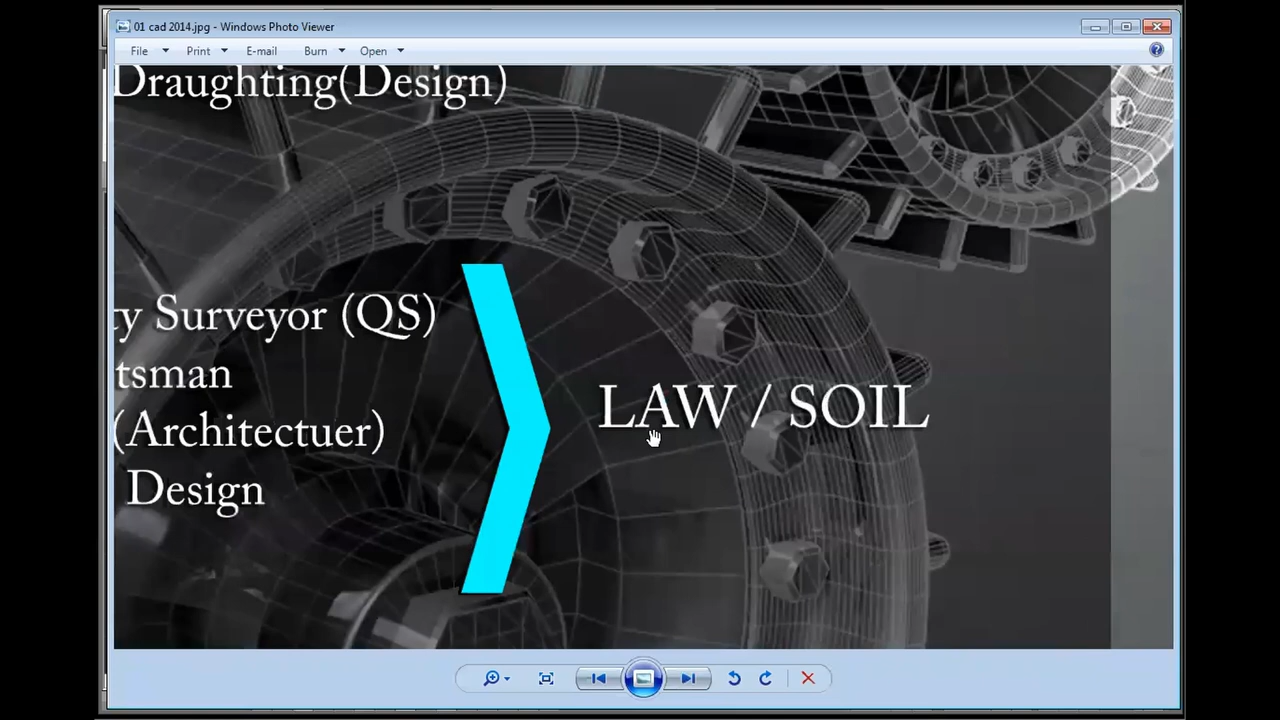 01 cad 2014.jpg - Windows Photo Viewer
File Print E-mail Burn Open
Draughting(Design)
ty Surveyor (QS)
tsman
(Architectuer)
Design
LAW / SOIL